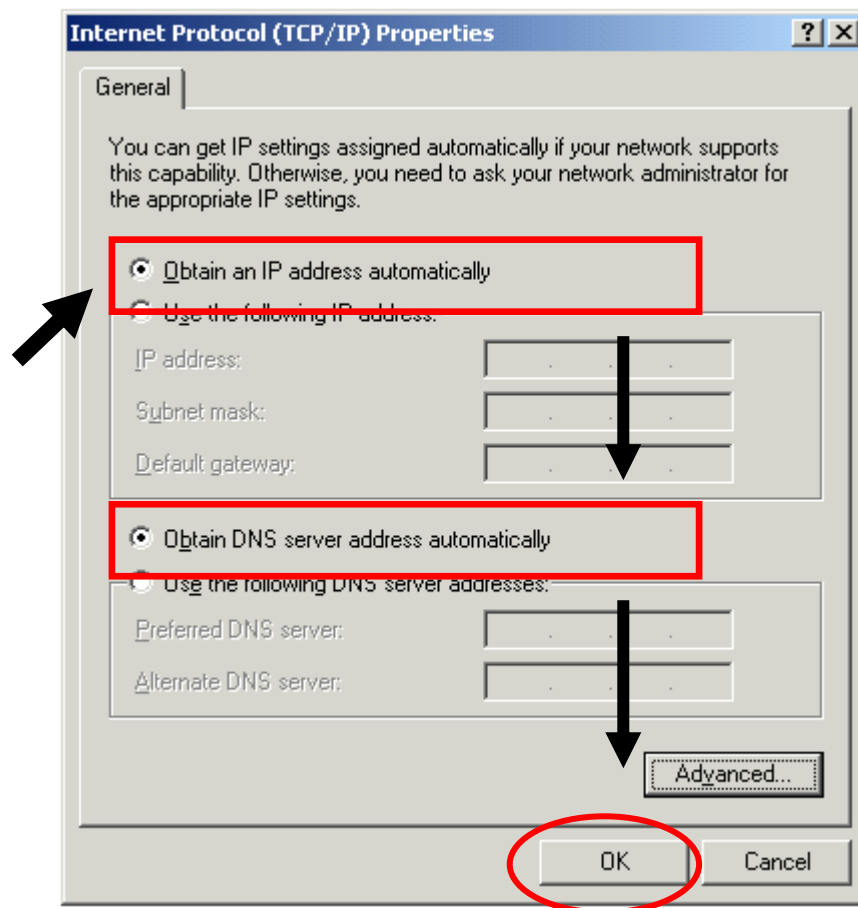 Internet Protocol (TCP/IP) Properties
General
You can get IP settings assigned automatically if your network supports
this capability. Otherwise, you need to ask your network administrator for
the appropriate IP settings.
Obtain an IP address automatically
Use the following IP address:
IP address:
Subnet mask:
Default gateway:
Obtain DNS server address automatically
Use the following DNS server addresses:
Preferred DNS server:
Alternate DNS server:
Advanced...
OK Cancel